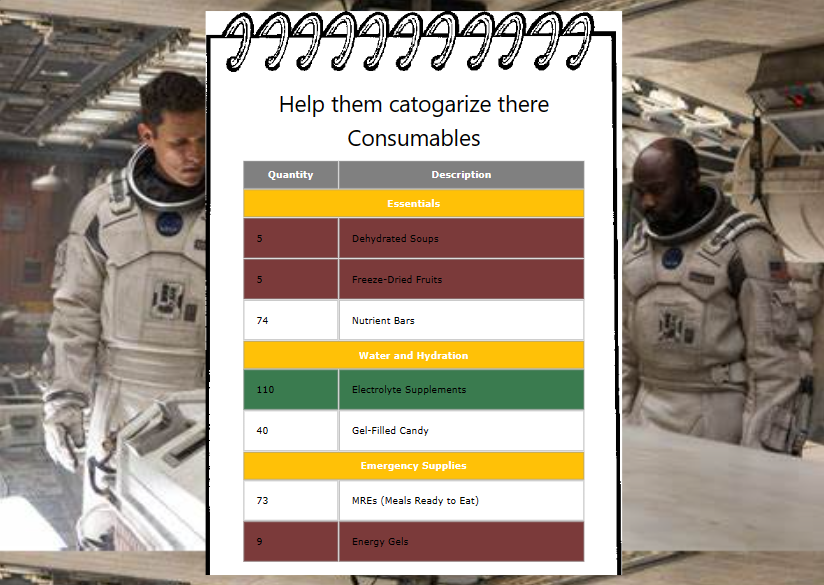 Help them catogarize there
Consumables
Quantity Description
Essentials
5 Dehydrated Soups
5 Freeze-Dried Fruits
74 Nutrient Bars
Water and Hydration
110 Electrolyte Supplements
40 Gel-Filled Candy
Emergency Supplies
73 MREs (Meals Ready to Eat)
9 Energy Gels